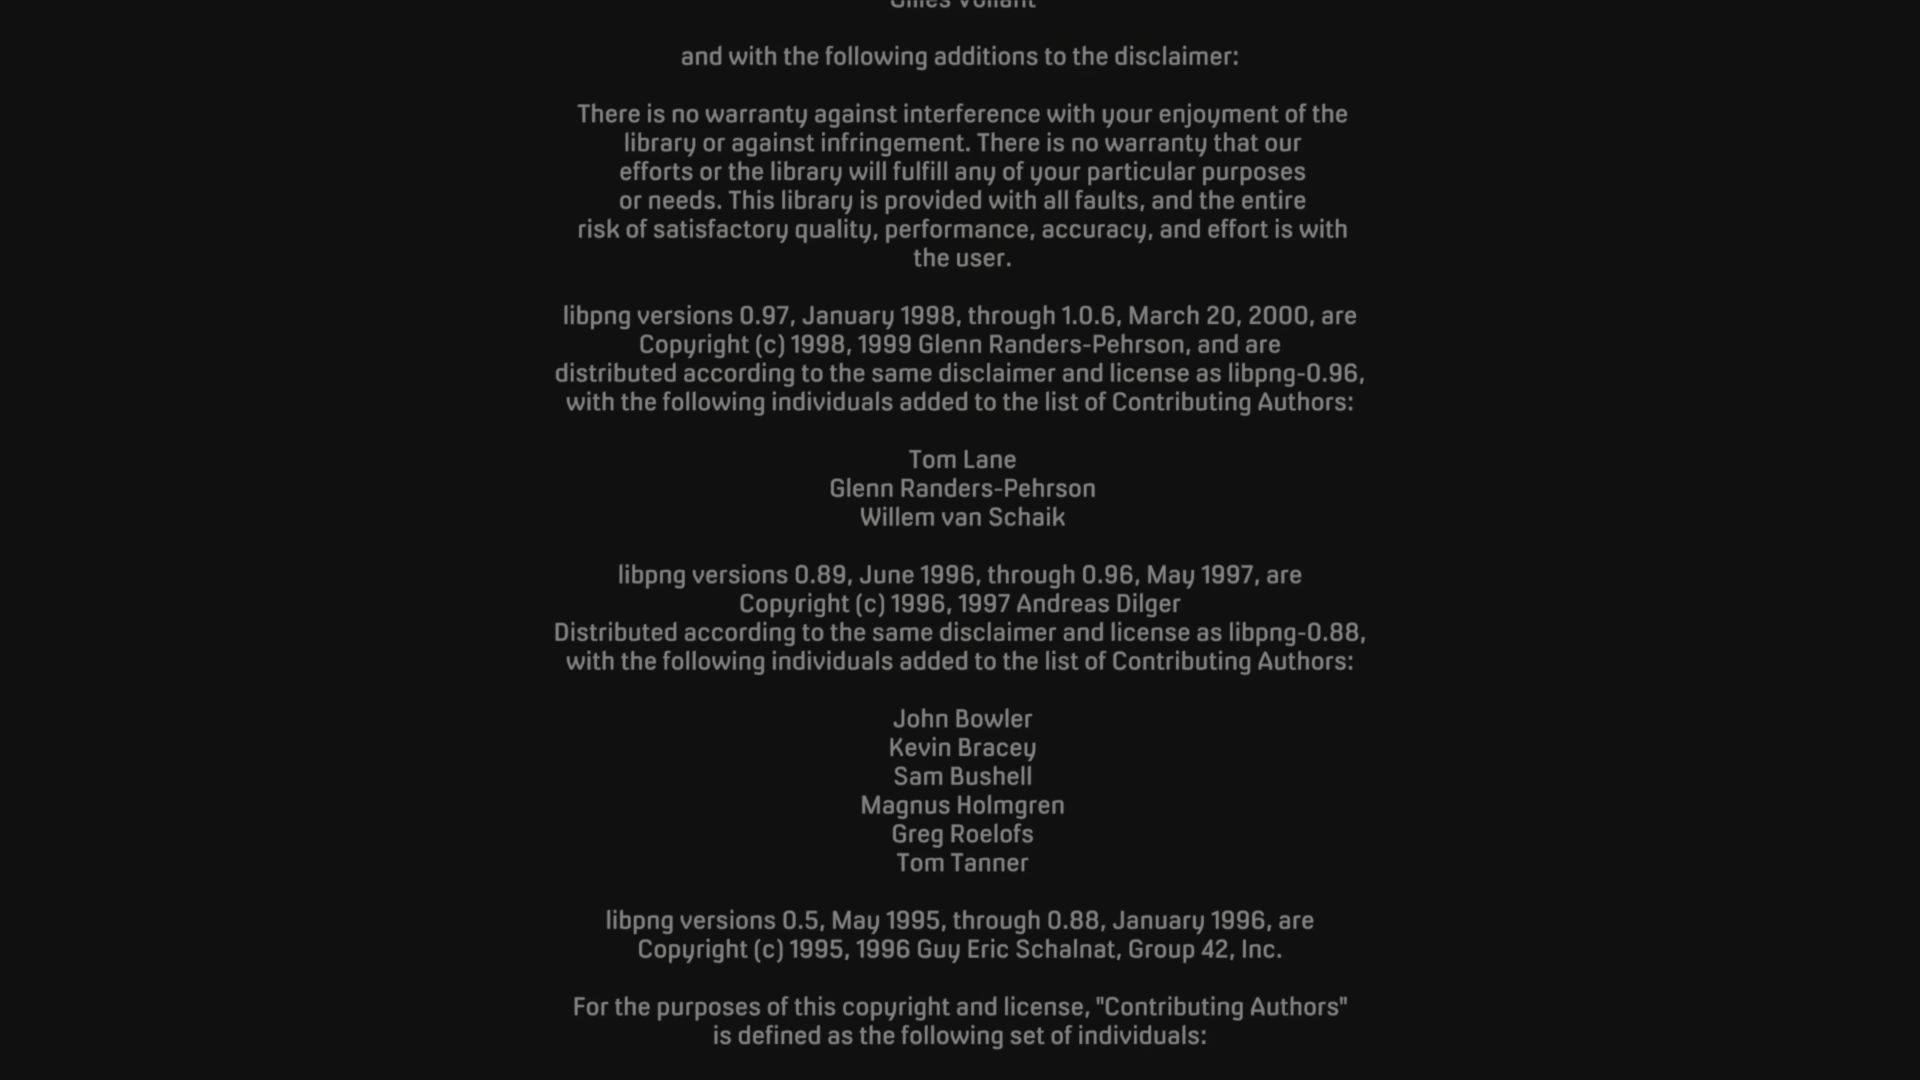 Gilles Vollant
and with the following additions to the disclaimer:
There is no warranty against interference with your enjoyment of the
library or against infringement. There is no warranty that our
efforts or the library will fulfill any of your particular purposes
or needs. This library is provided with all faults, and the entire
risk of satisfactory quality, performance, accuracy, and effort is with
the user.
libpng versions 0.97, January 1998, through 1.0.6, March 20, 2000, are
Copyright (c) 1998, 1999 Glenn Randers-Pehrson, and are
distributed according to the same disclaimer and license as libpng-0.96,
with the following individuals added to the list of Contributing Authors:
Tom Lane
Glenn Randers-Pehrson
Willem van Schaik
libpng versions 0.89, June 1996, through 0.96, May 1997, are
Copyright (c) 1996, 1997 Andreas Dilger
Distributed according to the same disclaimer and license as libpng-0.88,
with the following individuals added to the list of Contributing Authors:
John Bowler
Kevin Bracey
Sam Bushell
Magnus Holmgren
Greg Roelofs
Tom Tanner
libpng versions 0.5, May 1995, through 0.88, January 1996, are
Copyright (c) 1995, 1996 Guy Eric Schalnat, Group 42, Inc.
For the purposes of this copyright and license, "Contributing Authors"
is defined as the following set of individuals: